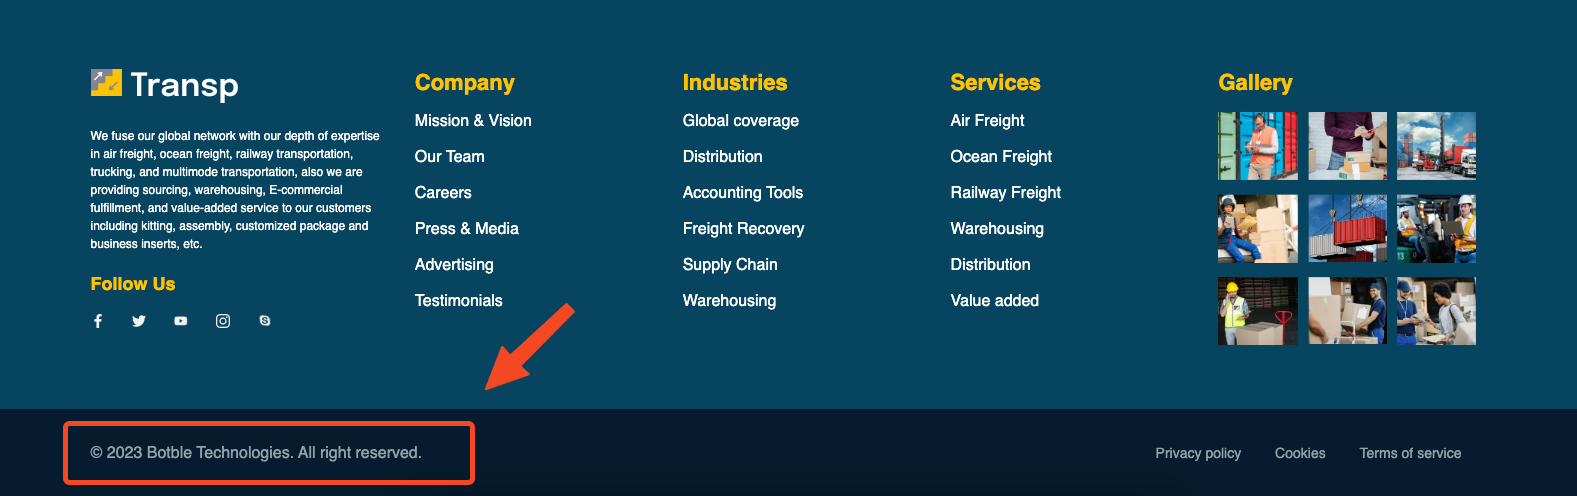 Transp
We fuse our global network with our depth of expertise
in air freight, ocean freight, railway transportation,
trucking, and multimode transportation, also we are
providing sourcing, warehousing, E-commercial
fulfillment, and value-added service to our customers
including kitting, assembly, customized package and
business inserts, etc.
Follow Us
Company
Mission & Vision
Our Team
Careers
Press & Media
Advertising
Testimonials
Industries
Global coverage
Distribution
Accounting Tools
Freight Recovery
Supply Chain
Warehousing
Services
Air Freight
Ocean Freight
Railway Freight
Warehousing
Distribution
Value added
Gallery
© 2023 Botble Technologies. All right reserved.
Privacy policy
Cookies
Terms of service